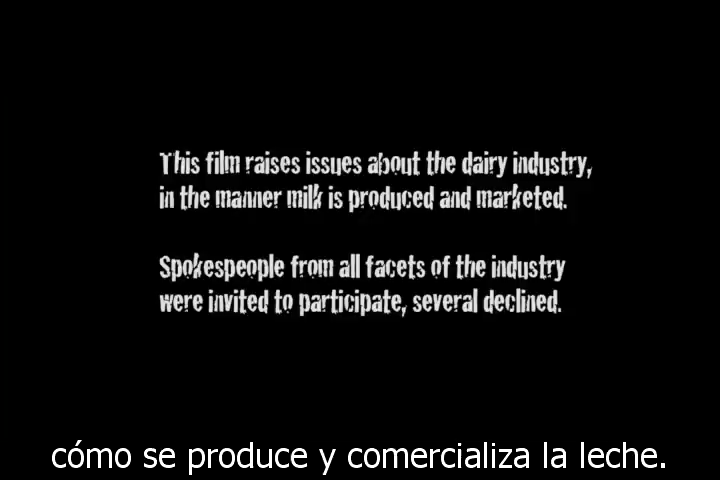 This film raises issues about the dairy industry,
in the manner milk is produced and marketed.
Spokespeople from all facets of the industry
were invited to participate, several declined.
cómo se produce y comercializa la leche.